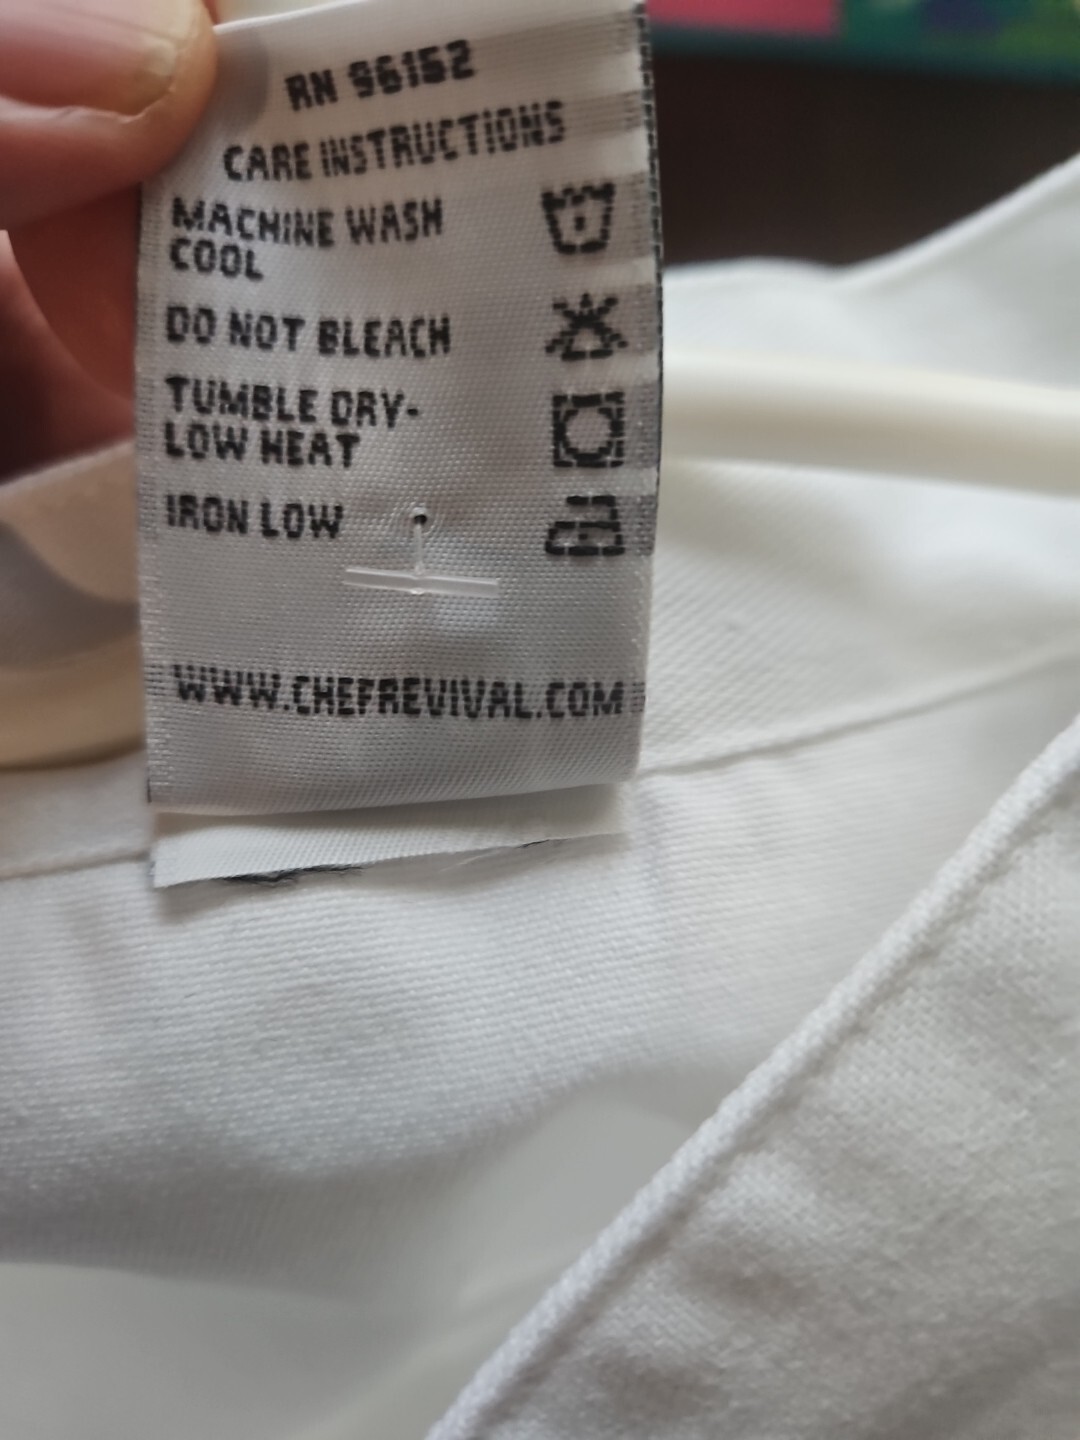 RN 96152
CARE INSTRUCTIONS
MACHINE WASH
COOL
DO NOT BLEACH
TUMBLE DRY-
LOW HEAT
IRON LOW
WWW.CHEFREVIVAL.COM